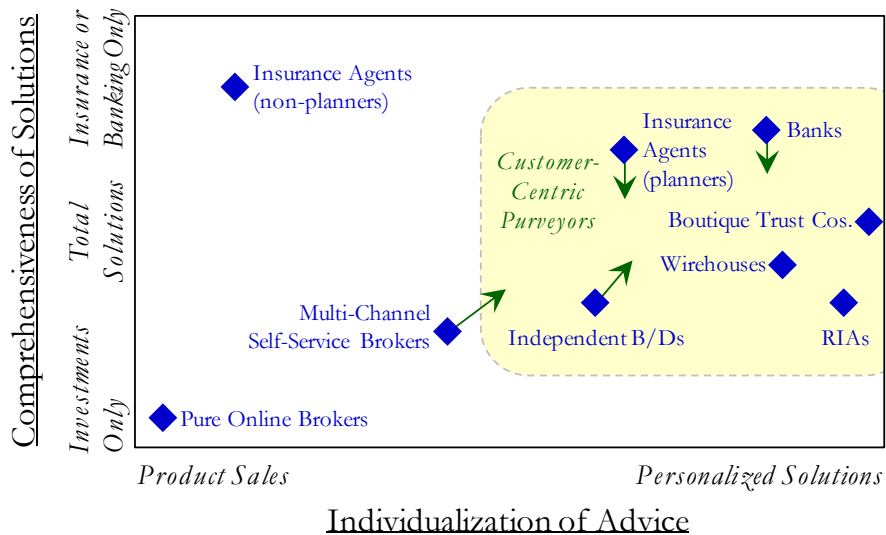 Comprehensiveness of Solutions
Insurance or
Banking Only
Total
Solutions
Investments
Only
Insurance Agents
(non-planners)
Customer-
Centric
Purveyors
Insurance
Agents
(planners)
Banks
Boutique Trust Cos.
Wirehouses
Multi-Channel
Self-Service Brokers
Independent B/Ds
RIAs
Pure Online Brokers
Product Sales
Personalized Solutions
Individualization of Advice